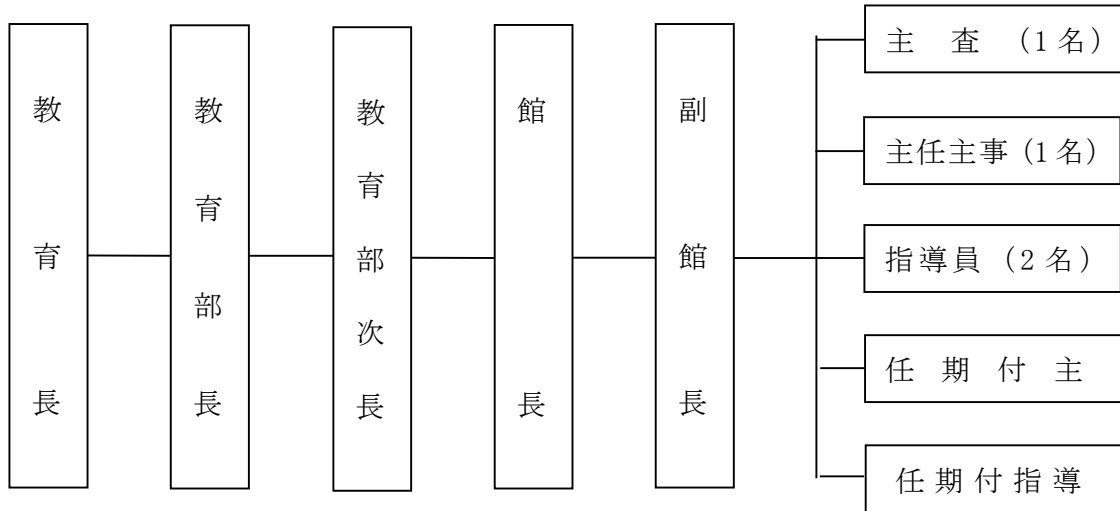 教育長
教育部長
教育部次長
館長
副館長
主査（1名）
主任主事（1名）
指導員（2名）
任期付主
任期付指導